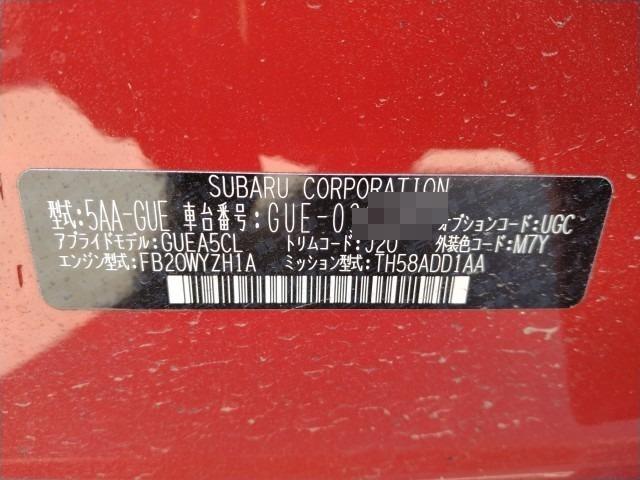 SUBARU CORPORATION
型式:5AA-GUE 車台番号:GUE-0 オプションコード:UGC
アプライドモデル:GUEA5CL トリムコード:J20 外装色コード:M7Y
エンジン型式:FB20WYZH1A ミッション型式:TH58ADD1AA